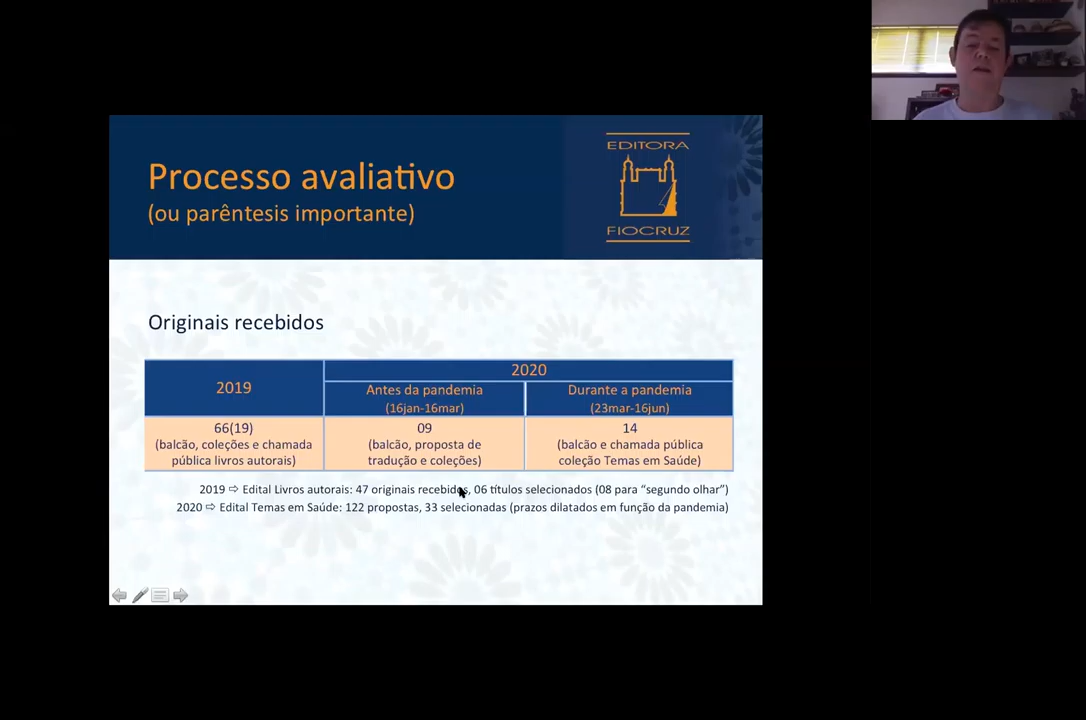 Processo avaliativo
(ou parêntesis importante)
EDITORA
FIOCRUZ
Originais recebidos
2019
2020
Antes da pandemia
(16jan-16mar)
Durante a pandemia
(23mar-16jun)
66(19)
(balcão, coleções e chamada
pública livros autorais)
09
(balcão, proposta de
tradução e coleções)
14
(balcão e chamada pública
coleção Temas em Saúde)
2019 ⇨ Edital Livros autorais: 47 originais recebidos, 06 títulos selecionados (08 para “segundo olhar”)
2020 ⇨ Edital Temas em Saúde: 122 propostas, 33 selecionadas (prazos dilatados em função da pandemia)